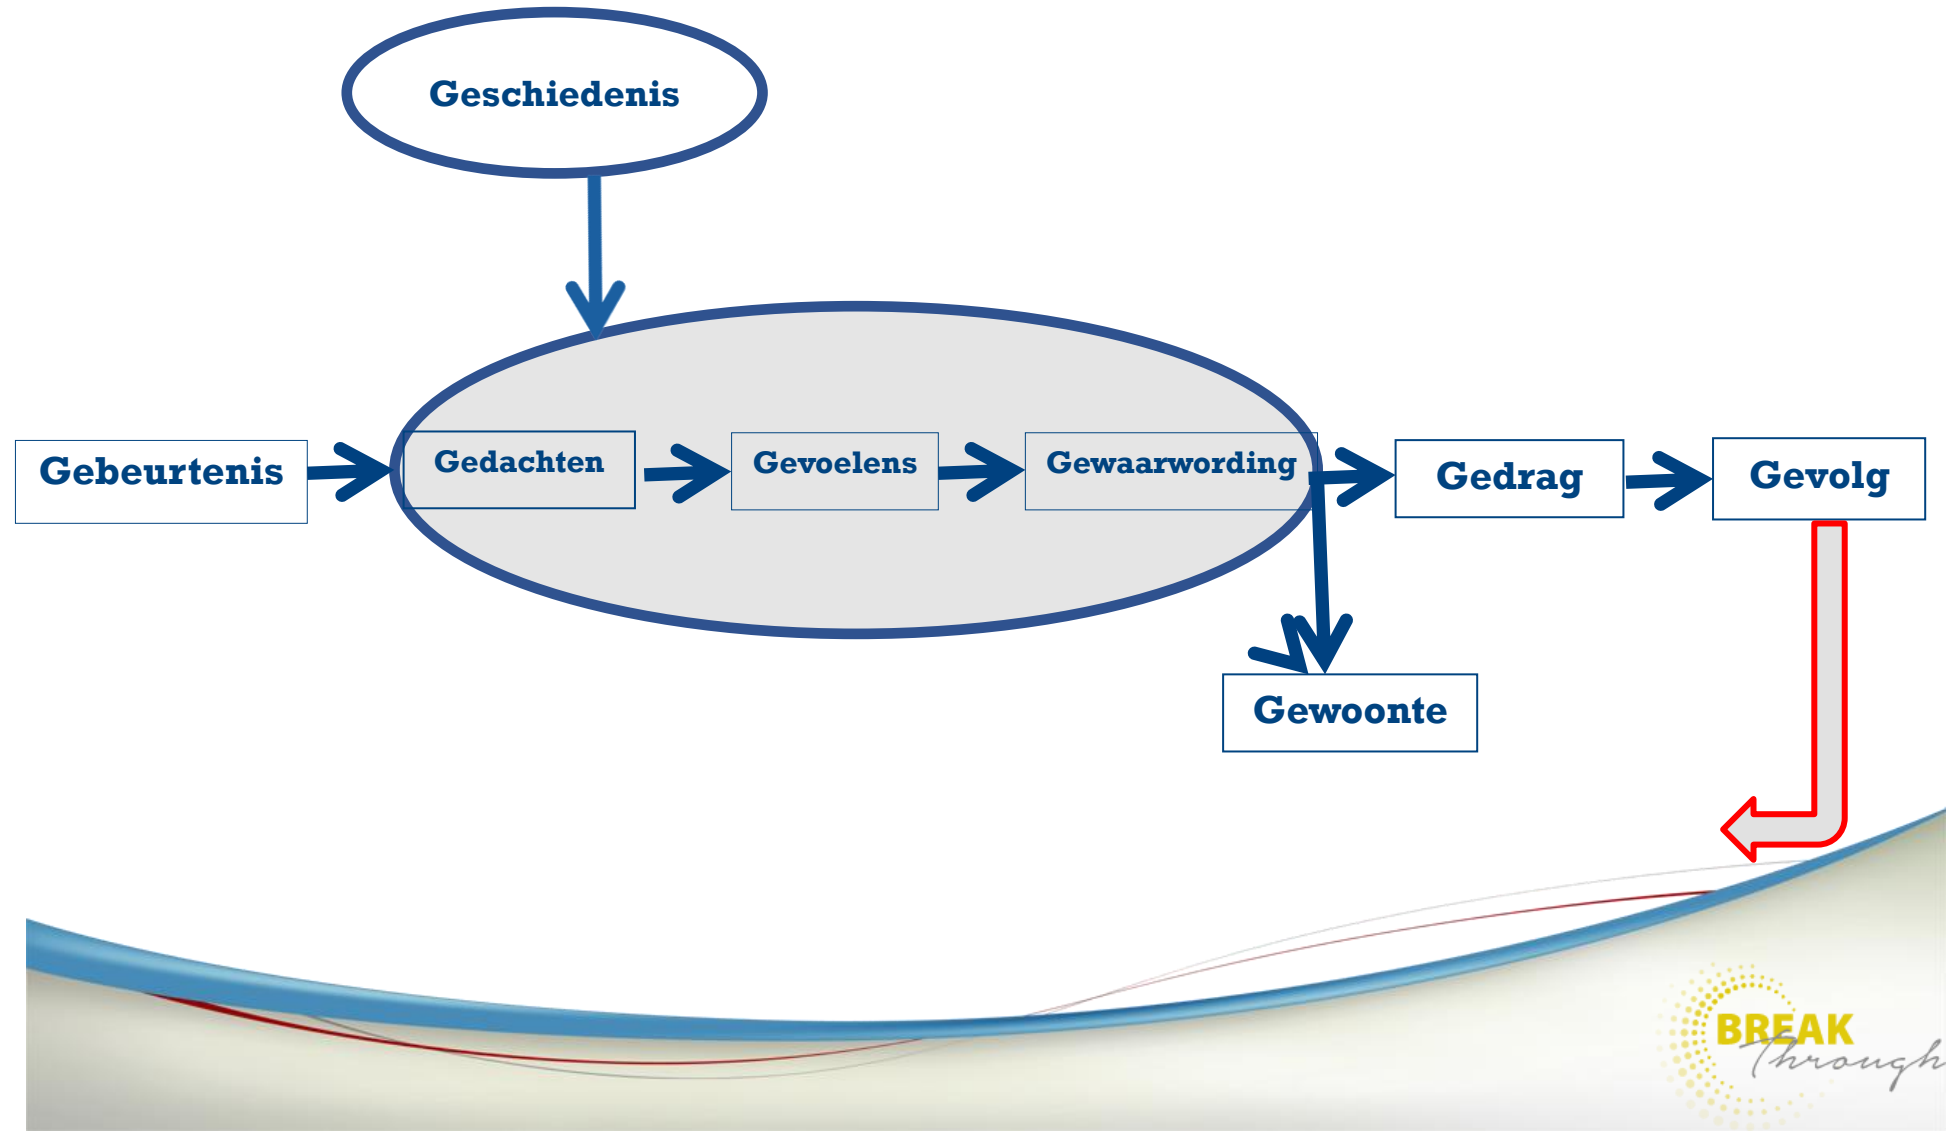 Geschiedenis
Gebeurtenis
Gedachten
Gevoelens
Gewaarwording
Gedrag
Gevolg
Gewoonte
BREAK
Through